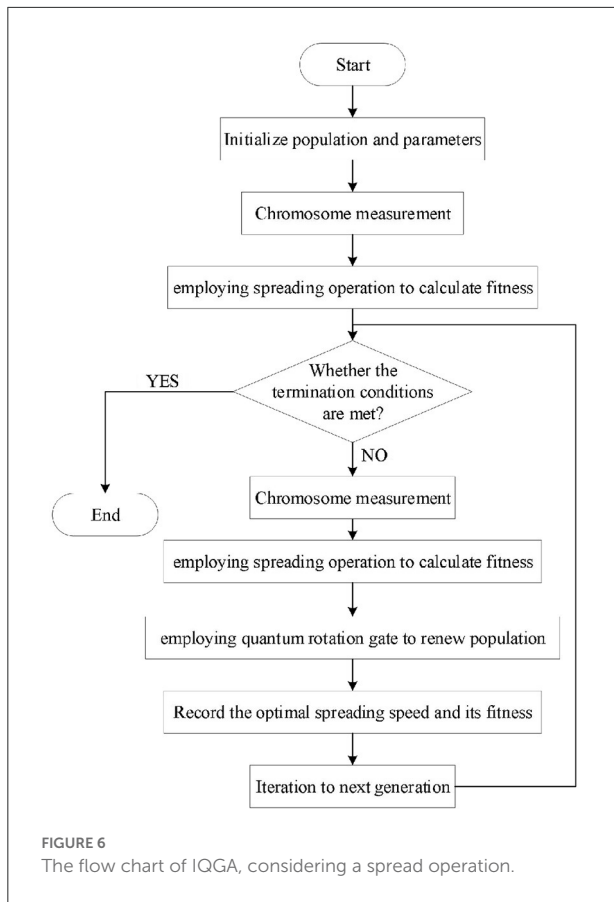 Start
Initialize population and parameters
Chromosome measurement
employing spreading operation to calculate fitness
Whether the
termination conditions
are met?
YES
NO
End
Chromosome measurement
employing spreading operation to calculate fitness
employing quantum rotation gate to renew population
Record the optimal spreading speed and its fitness
Iteration to next generation
FIGURE 6
The flow chart of IQGA, considering a spread operation.